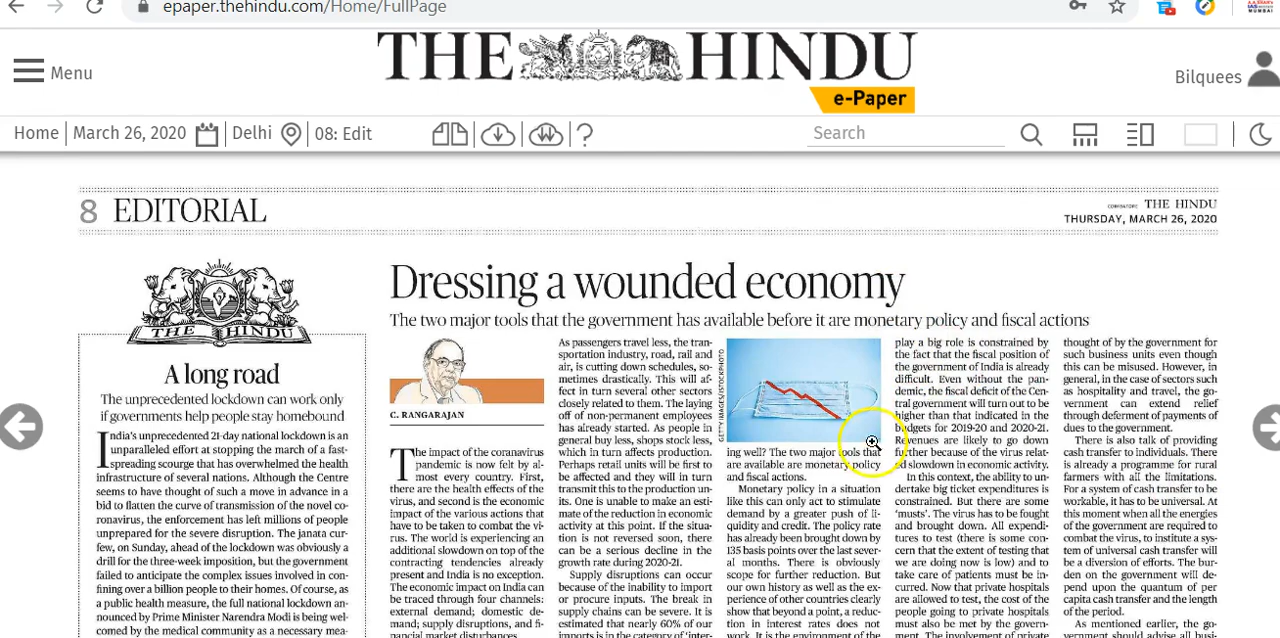 epaper.thehindu.com/Home/FullPage
Menu
THE HINDU
e-Paper
Bilquees
Home
March 26, 2020
Delhi
08: Edit
?
Search
8 EDITORIAL
THE HINDU
THURSDAY, MARCH 26, 2020
THE HINDU
A long road
The unprecedented lockdown can work only
if governments help people stay homebound
India's unprecedented 21-day national lockdown is an
unparalleled effort at stopping the march of a fast-
spreading scourge that has overwhelmed the health
infrastructure of several nations. Although the Centre
seems to have thought of such a move in advance in a
bid to flatten the curve of transmission of the novel co-
ronavirus, the enforcement has left millions of people
unprepared for the severe disruption. The janata cur-
few, on Sunday, ahead of the lockdown was obviously a
drill for the three-week imposition, but the government
failed to anticipate the complex issues involved in con-
fining over a billion people to their homes. Of course, as
a public health measure, the full national lockdown an-
nounced by Prime Minister Narendra Modi is being wel-
comed by the medical community as a necessary mea-
Dressing a wounded economy
The two major tools that the government has available before it are monetary policy and fiscal actions
C. RANGARAJAN
The impact of the coranavirus
pandemic is now felt by al-
most every country. First,
there are the health effects of the
virus, and second is the economic
impact of the various actions that
have to be taken to combat the vi-
rus. The world is experiencing an
additional slowdown on top of the
contracting tendencies already
present and India is no exception.
The economic impact on India can
be traced through four channels:
external demand; domestic de-
mand; supply disruptions, and fi-
nancial market disturbances.
As passengers travel less, the tran-
sportation industry, road, rail and
air, is cutting down schedules, so-
metimes drastically. This will af-
fect in turn several other sectors
closely related to them. The laying
off of non-permanent employees
has already started. As people in
general buy less, shops stock less,
which in turn affects production.
Perhaps retail units will be first to
be affected and they will in turn
transmit this to the production un-
its. One is unable to make an esti-
mate of the reduction in economic
activity at this point. If the situa-
tion is not reversed soon, there
can be a serious decline in the
growth rate during 2020-21.
Supply disruptions can occur
because of the inability to import
or procure inputs. The break in
supply chains can be severe. It is
estimated that nearly 60% of our
imports is in the category of 'inter-
GETTY IMAGES/ISTOCKPHOTO
ing well? The two major tools that
are available are monetary policy
and fiscal actions.
Monetary policy in a situation
like this can only act to stimulate
demand by a greater push of li-
quidity and credit. The policy rate
has already been brought down by
135 basis points over the last sever-
al months. There is obviously
scope for further reduction. But
our own history as well as the ex-
perience of other countries clearly
show that beyond a point, a reduc-
tion in interest rates does not
work. It is the environment of the
play a big role is constrained by
the fact that the fiscal position of
the government of India is already
difficult. Even without the pan-
demic, the fiscal deficit of the Cen-
tral government will turn out to be
higher than that indicated in the
budgets for 2019-20 and 2020-21.
Revenues are likely to go down
further because of the virus relat-
ed slowdown in economic activity.
In this context, the ability to un-
dertake big ticket expenditures is
constrained. But there are some
'musts'. The virus has to be fought
and brought down. All expendi-
tures to test (there is some con-
cern that the extent of testing that
we are doing now is low) and to
take care of patients must be in-
curred. Now that private hospitals
are allowed to test, the cost of the
people going to private hospitals
must also be met by the govern-
ment. The involvement of private
thought of by the government for
such business units even though
this can be misused. However, in
general, in the case of sectors such
as hospitality and travel, the go-
vernment can extend relief
through deferment of payments of
dues to the government.
There is also talk of providing
cash transfer to individuals. There
is already a programme for rural
farmers with all the limitations.
For a system of cash transfer to be
workable, it has to be universal. At
this moment when all the energies
of the government are required to
combat the virus, to institute a sys-
tem of universal cash transfer will
be a diversion of efforts. The bur-
den on the government will de-
pend upon the quantum of per
capita cash transfer and the length
of the period.
As mentioned earlier, the go-
vernment should advise all busi-